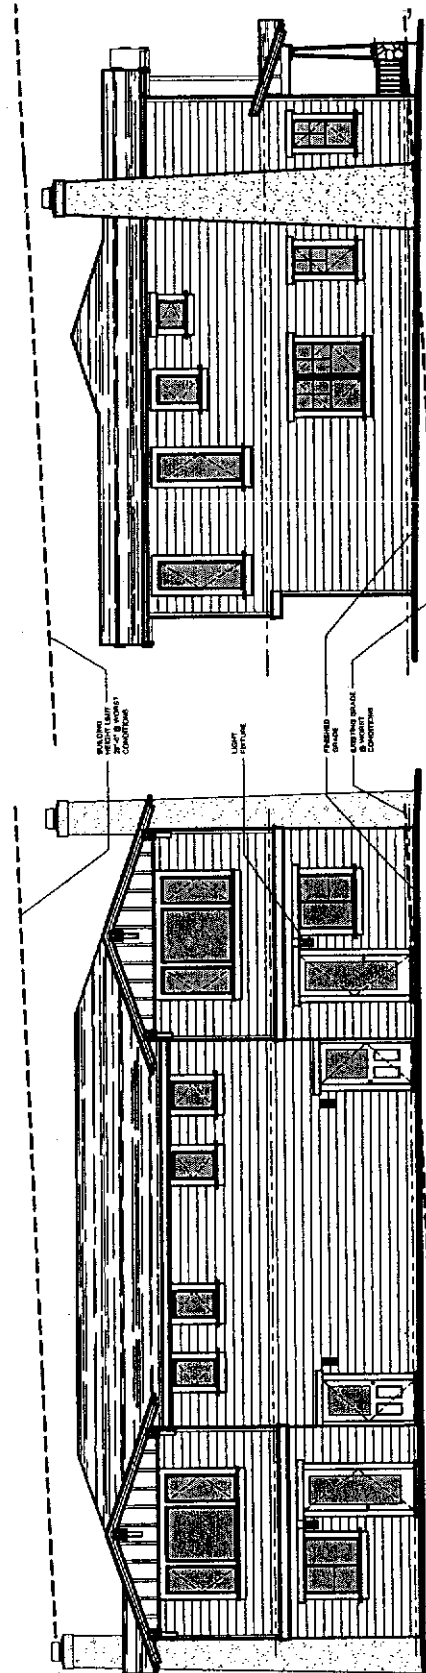 BUILDING
HEIGHT LIMIT
@ WORST
CONDITIONS
LIGHT
FIXTURE
FINISHED
GRADE
EXISTING GRADE
@ WORST
CONDITIONS